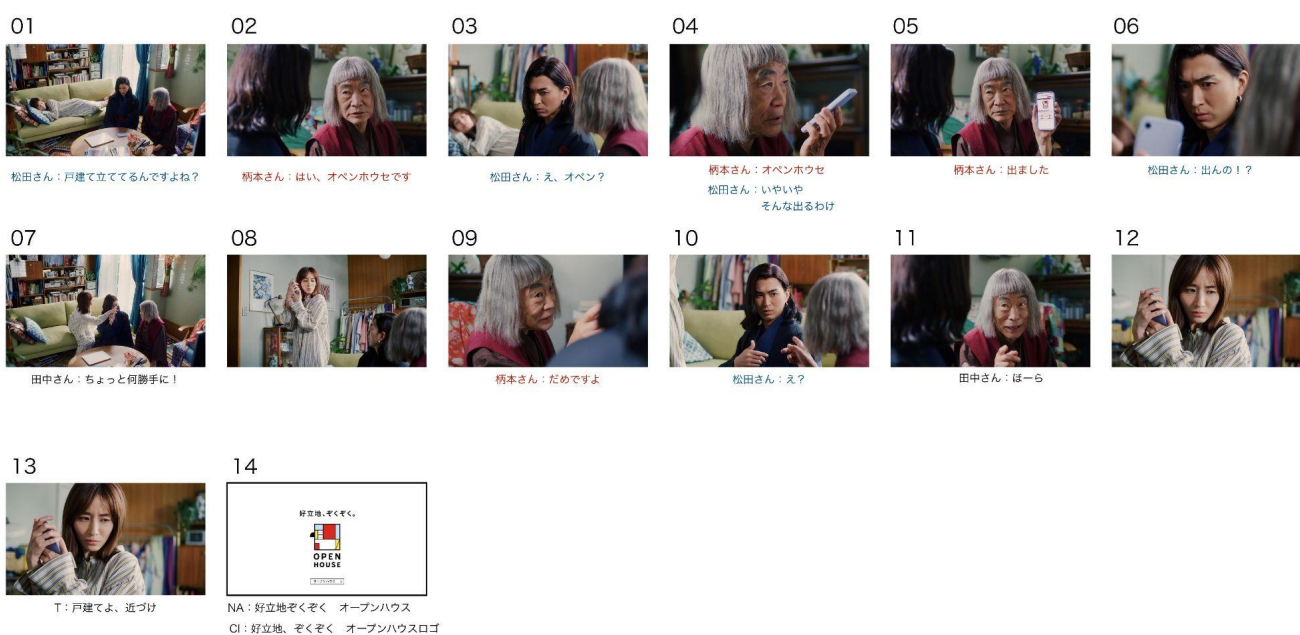 01
02
03
04
05
06
松田さん：戸建て立ててるんですよね？
柄本さん：はい、オペンホウセです
松田さん：え、オペン？
柄本さん：オペンホウセ
松田さん：いやいや
そんな出るわけ
柄本さん：出ました
松田さん：出んの！？
07
08
09
10
11
12
田中さん：ちょっと何勝手に！
柄本さん：だめですよ
松田さん：え？
田中さん：ほーら
13
14
好立地、ぞくぞく。
OPEN
HOUSE
T：戸建てよ、近づけ
NA：好立地ぞくぞく　オープンハウス
CI：好立地、ぞくぞく　オープンハウスロゴ